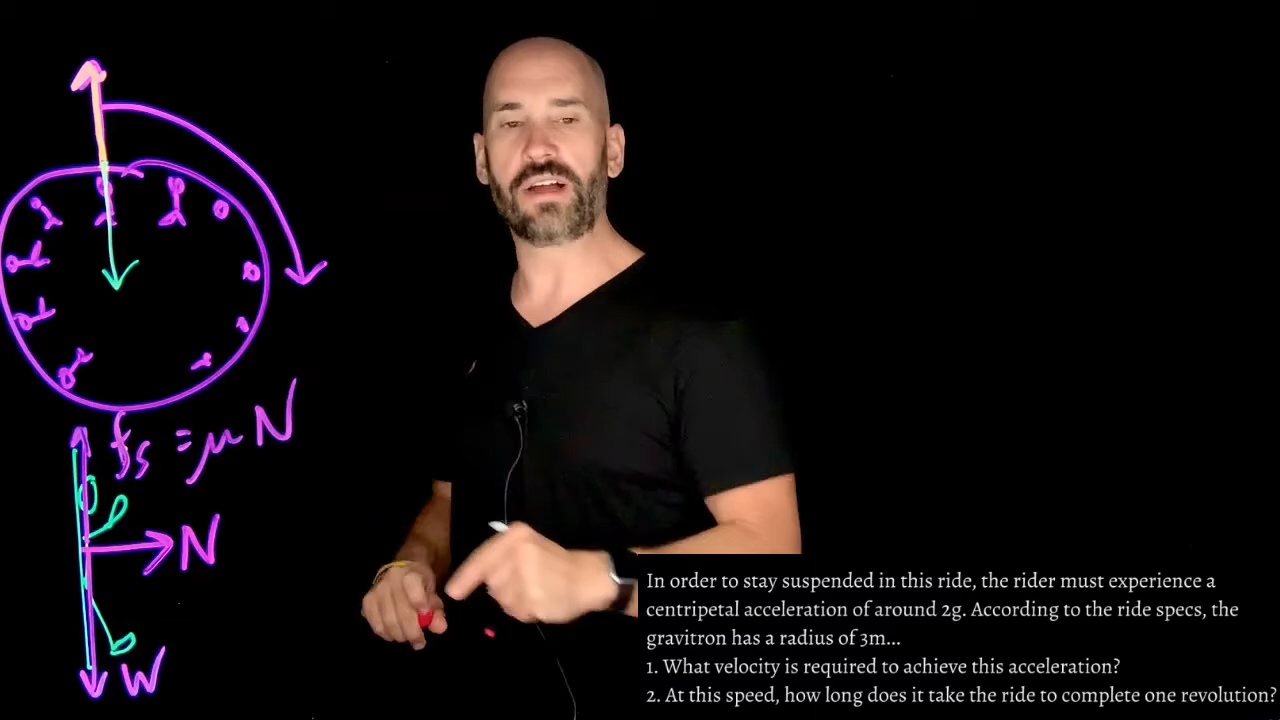 fs = μN
N
W
In order to stay suspended in this ride, the rider must experience a
centripetal acceleration of around 2g. According to the ride specs, the
gravitron has a radius of 3m...
1. What velocity is required to achieve this acceleration?
2. At this speed, how long does it take the ride to complete one revolution?